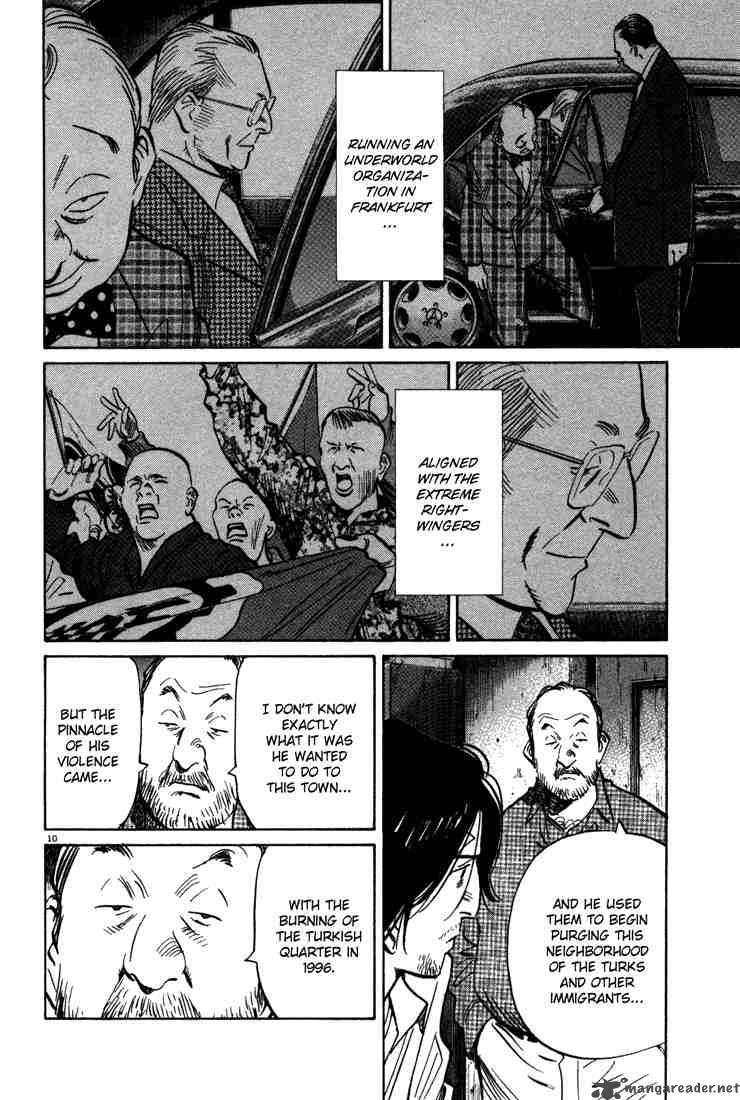 RUNNING AN
UNDERWORLD
ORGANIZA-
TION IN
FRANKFURT
...
ALIGNED
WITH THE
EXTREME
RIGHT-
WINGERS
...
AND HE USED
THEM TO BEGIN
PURGING THIS
NEIGHBORHOOD
OF THE TURKS
AND OTHER
IMMIGRANTS...
I DON'T KNOW
EXACTLY
WHAT IT WAS
HE WANTED
TO DO TO
THIS TOWN...
BUT THE
PINNACLE
OF HIS
VIOLENCE
CAME...
WITH THE
BURNING OF
THE TURKISH
QUARTER IN
1996.
10
mangareader.net